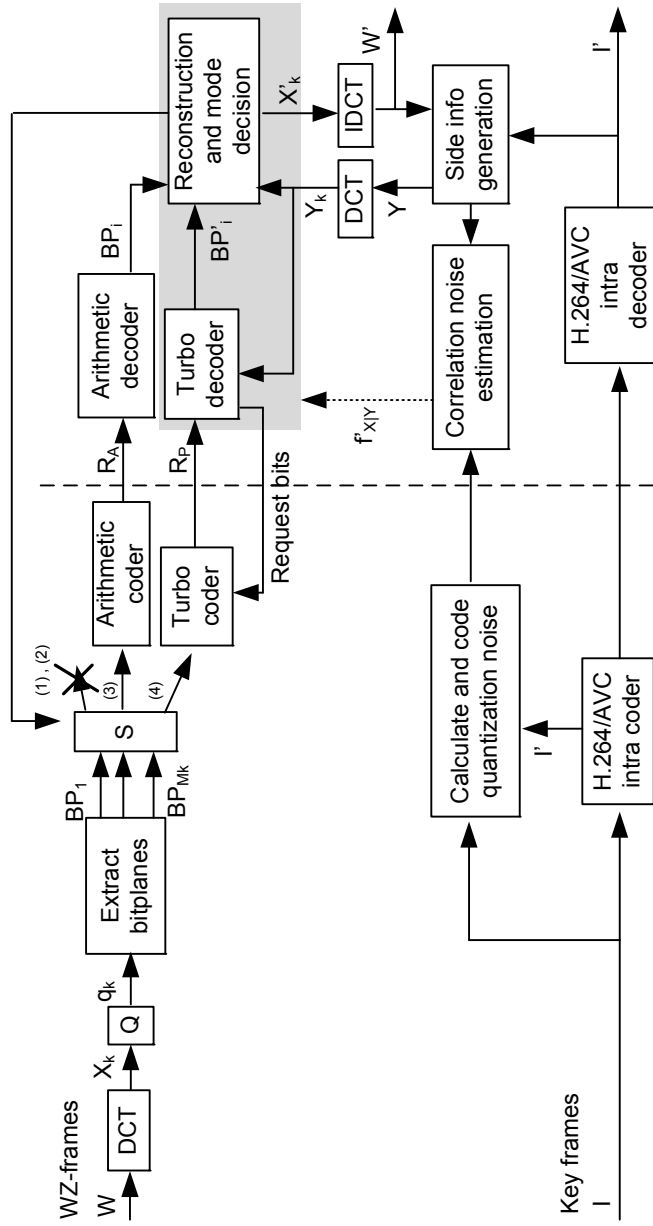 WZ-frames
W
DCT
X_k
Q
q_k
Extract
bitplanes
BP_1
BP_Mk
S
(1) , (2)
(3)
(4)
Arithmetic
coder
R_A
Arithmetic
decoder
BP_i
Turbo
coder
R_P
Turbo
decoder
BP'_i
Request bits
Reconstruction
and mode
decision
X'_k
IDCT
W'
Y_k
DCT
Y
Side info
generation
f'_X|Y
Correlation noise
estimation
Calculate and code
quantization noise
I'
Key frames
I
H.264/AVC
intra coder
H.264/AVC
intra
decoder
I'